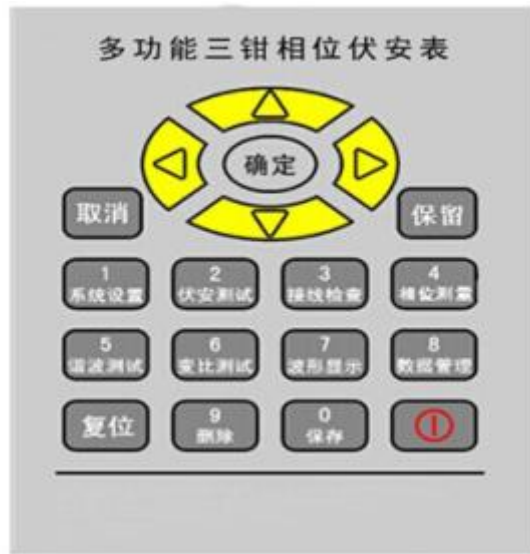 多功能三钳相位伏安表
确定
取消 保留
1 2 3 4
系统设置 伏安测试 接线检查 相位测量
5 6 7 8
谐波测试 变比测试 波形显示 数据管理
复位 9 0
删除 保存